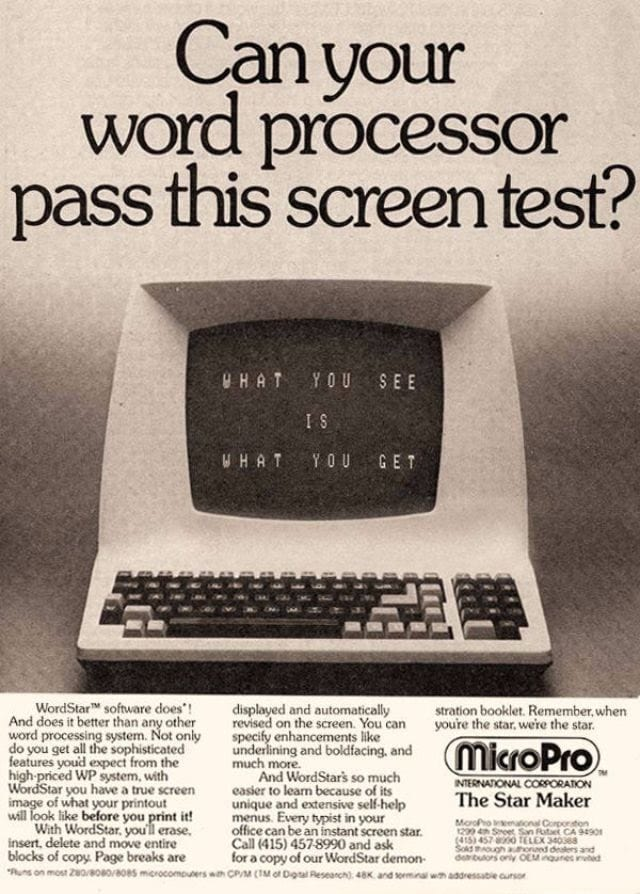 Can your
word processor
pass this screen test?
WHAT YOU SEE
IS
WHAT YOU GET
WordStar™ software does*!
And does it better than any other
word processing system. Not only
do you get all the sophisticated
features you'd expect from the
high-priced WP system, with
WordStar you have a true screen
image of what your printout
will look like before you print it!
With WordStar, you'll erase,
insert, delete and move entire
blocks of copy. Page breaks are
displayed and automatically
revised on the screen. You can
specify enhancements like
underlining and boldfacing, and
much more.
And WordStar's so much
easier to learn because of its
unique and extensive self-help
menus. Every typist in your
office can be an instant screen star.
Call (415) 457-8990 and ask
for a copy of our WordStar demon-
stration booklet. Remember, when
you're the star, we're the star.
MicroPro™
INTERNATIONAL CORPORATION
The Star Maker
MicroPro International Corporation
1299 4th Street, San Rafael, CA 94901
(415) 457-8990 TELEX 340388
Sold through authorized dealers and
distributors only. OEM inquiries invited.
*Runs on most Z80/8080/8085 microcomputers with CP/M (TM of Digital Research); 48K, and terminal with addressable cursor.